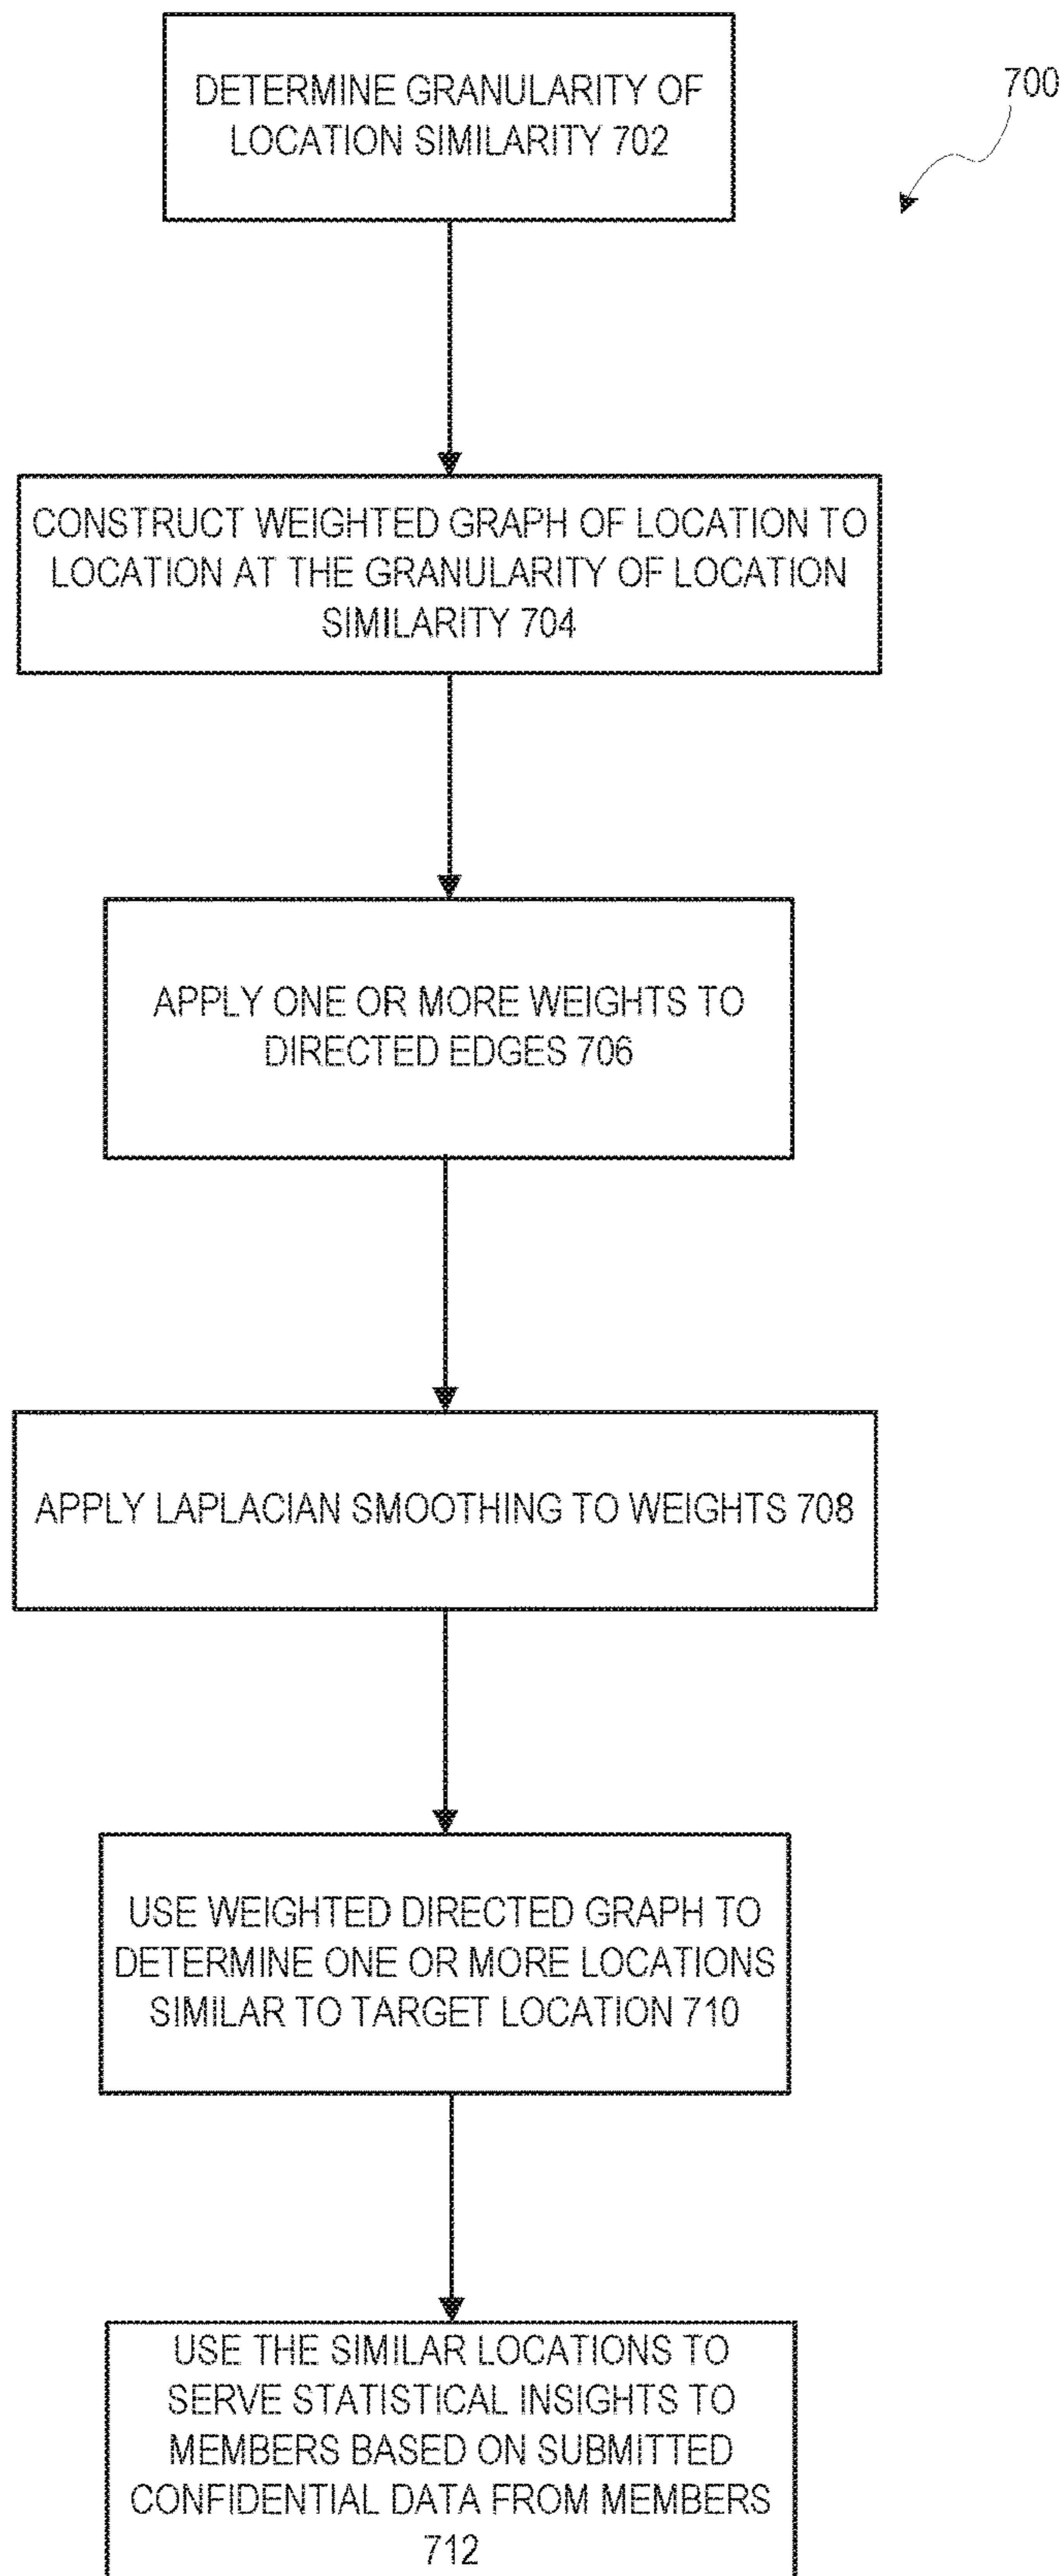 700
DETERMINE GRANULARITY OF
LOCATION SIMILARITY 702
CONSTRUCT WEIGHTED GRAPH OF LOCATION TO
LOCATION AT THE GRANULARITY OF LOCATION
SIMILARITY 704
APPLY ONE OR MORE WEIGHTS TO
DIRECTED EDGES 706
APPLY LAPLACIAN SMOOTHING TO WEIGHTS 708
USE WEIGHTED DIRECTED GRAPH TO
DETERMINE ONE OR MORE LOCATIONS
SIMILAR TO TARGET LOCATION 710
USE THE SIMILAR LOCATIONS TO
SERVE STATISTICAL INSIGHTS TO
MEMBERS BASED ON SUBMITTED
CONFIDENTIAL DATA FROM MEMBERS
712